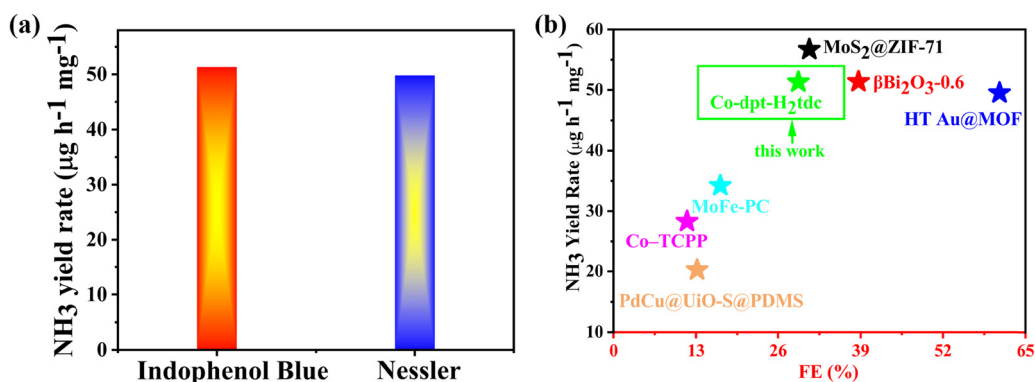 (a)
NH3 yield rate (μg h⁻¹ mg⁻¹)
50
40
30
20
10
0
Indophenol Blue
Nessler
(b)
NH3 Yield Rate (μg h⁻¹ mg⁻¹)
60
50
40
30
20
10
MoS₂@ZIF-71
Co-dpt-H₂tdc
βBi₂O₃-0.6
HT Au@MOF
this work
MoFe-PC
Co–TCPP
PdCu@UiO-S@PDMS
0
13
26
39
52
65
FE (%)